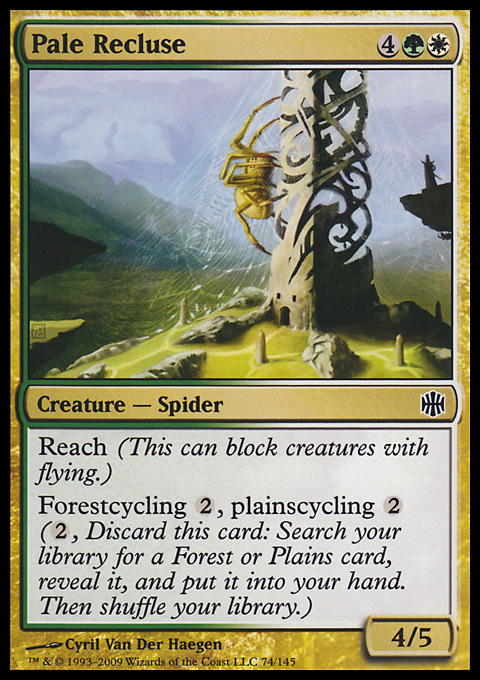 Pale Recluse 4
Creature — Spider
Reach (This can block creatures with
flying.)
Forestcycling 2, plainscycling 2
(2, Discard this card: Search your
library for a Forest or Plains card,
reveal it, and put it into your hand.
Then shuffle your library.)
4/5
Cyril Van Der Haegen
™ & © 1993–2009 Wizards of the Coast LLC 74/145